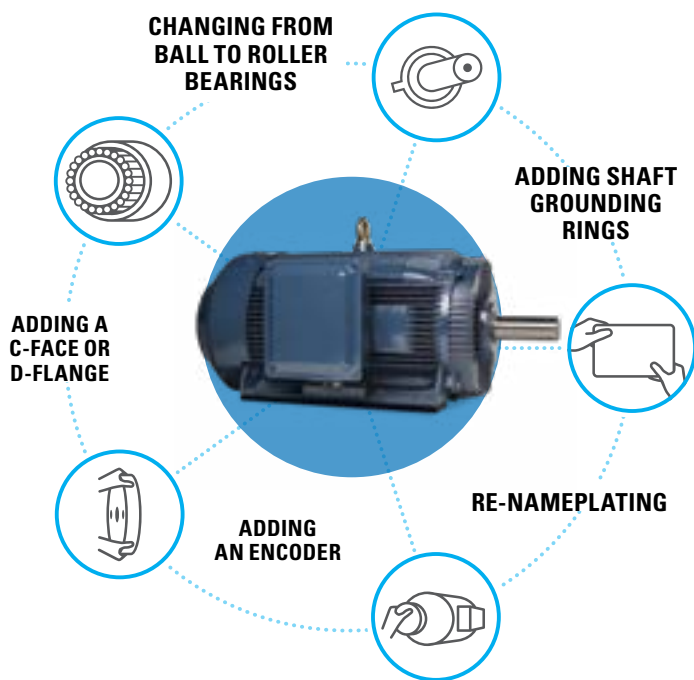 CHANGING FROM
BALL TO ROLLER
BEARINGS
ADDING SHAFT
GROUNDING
RINGS
ADDING A
C-FACE OR
D-FLANGE
RE-NAMEPLATING
ADDING
AN ENCODER